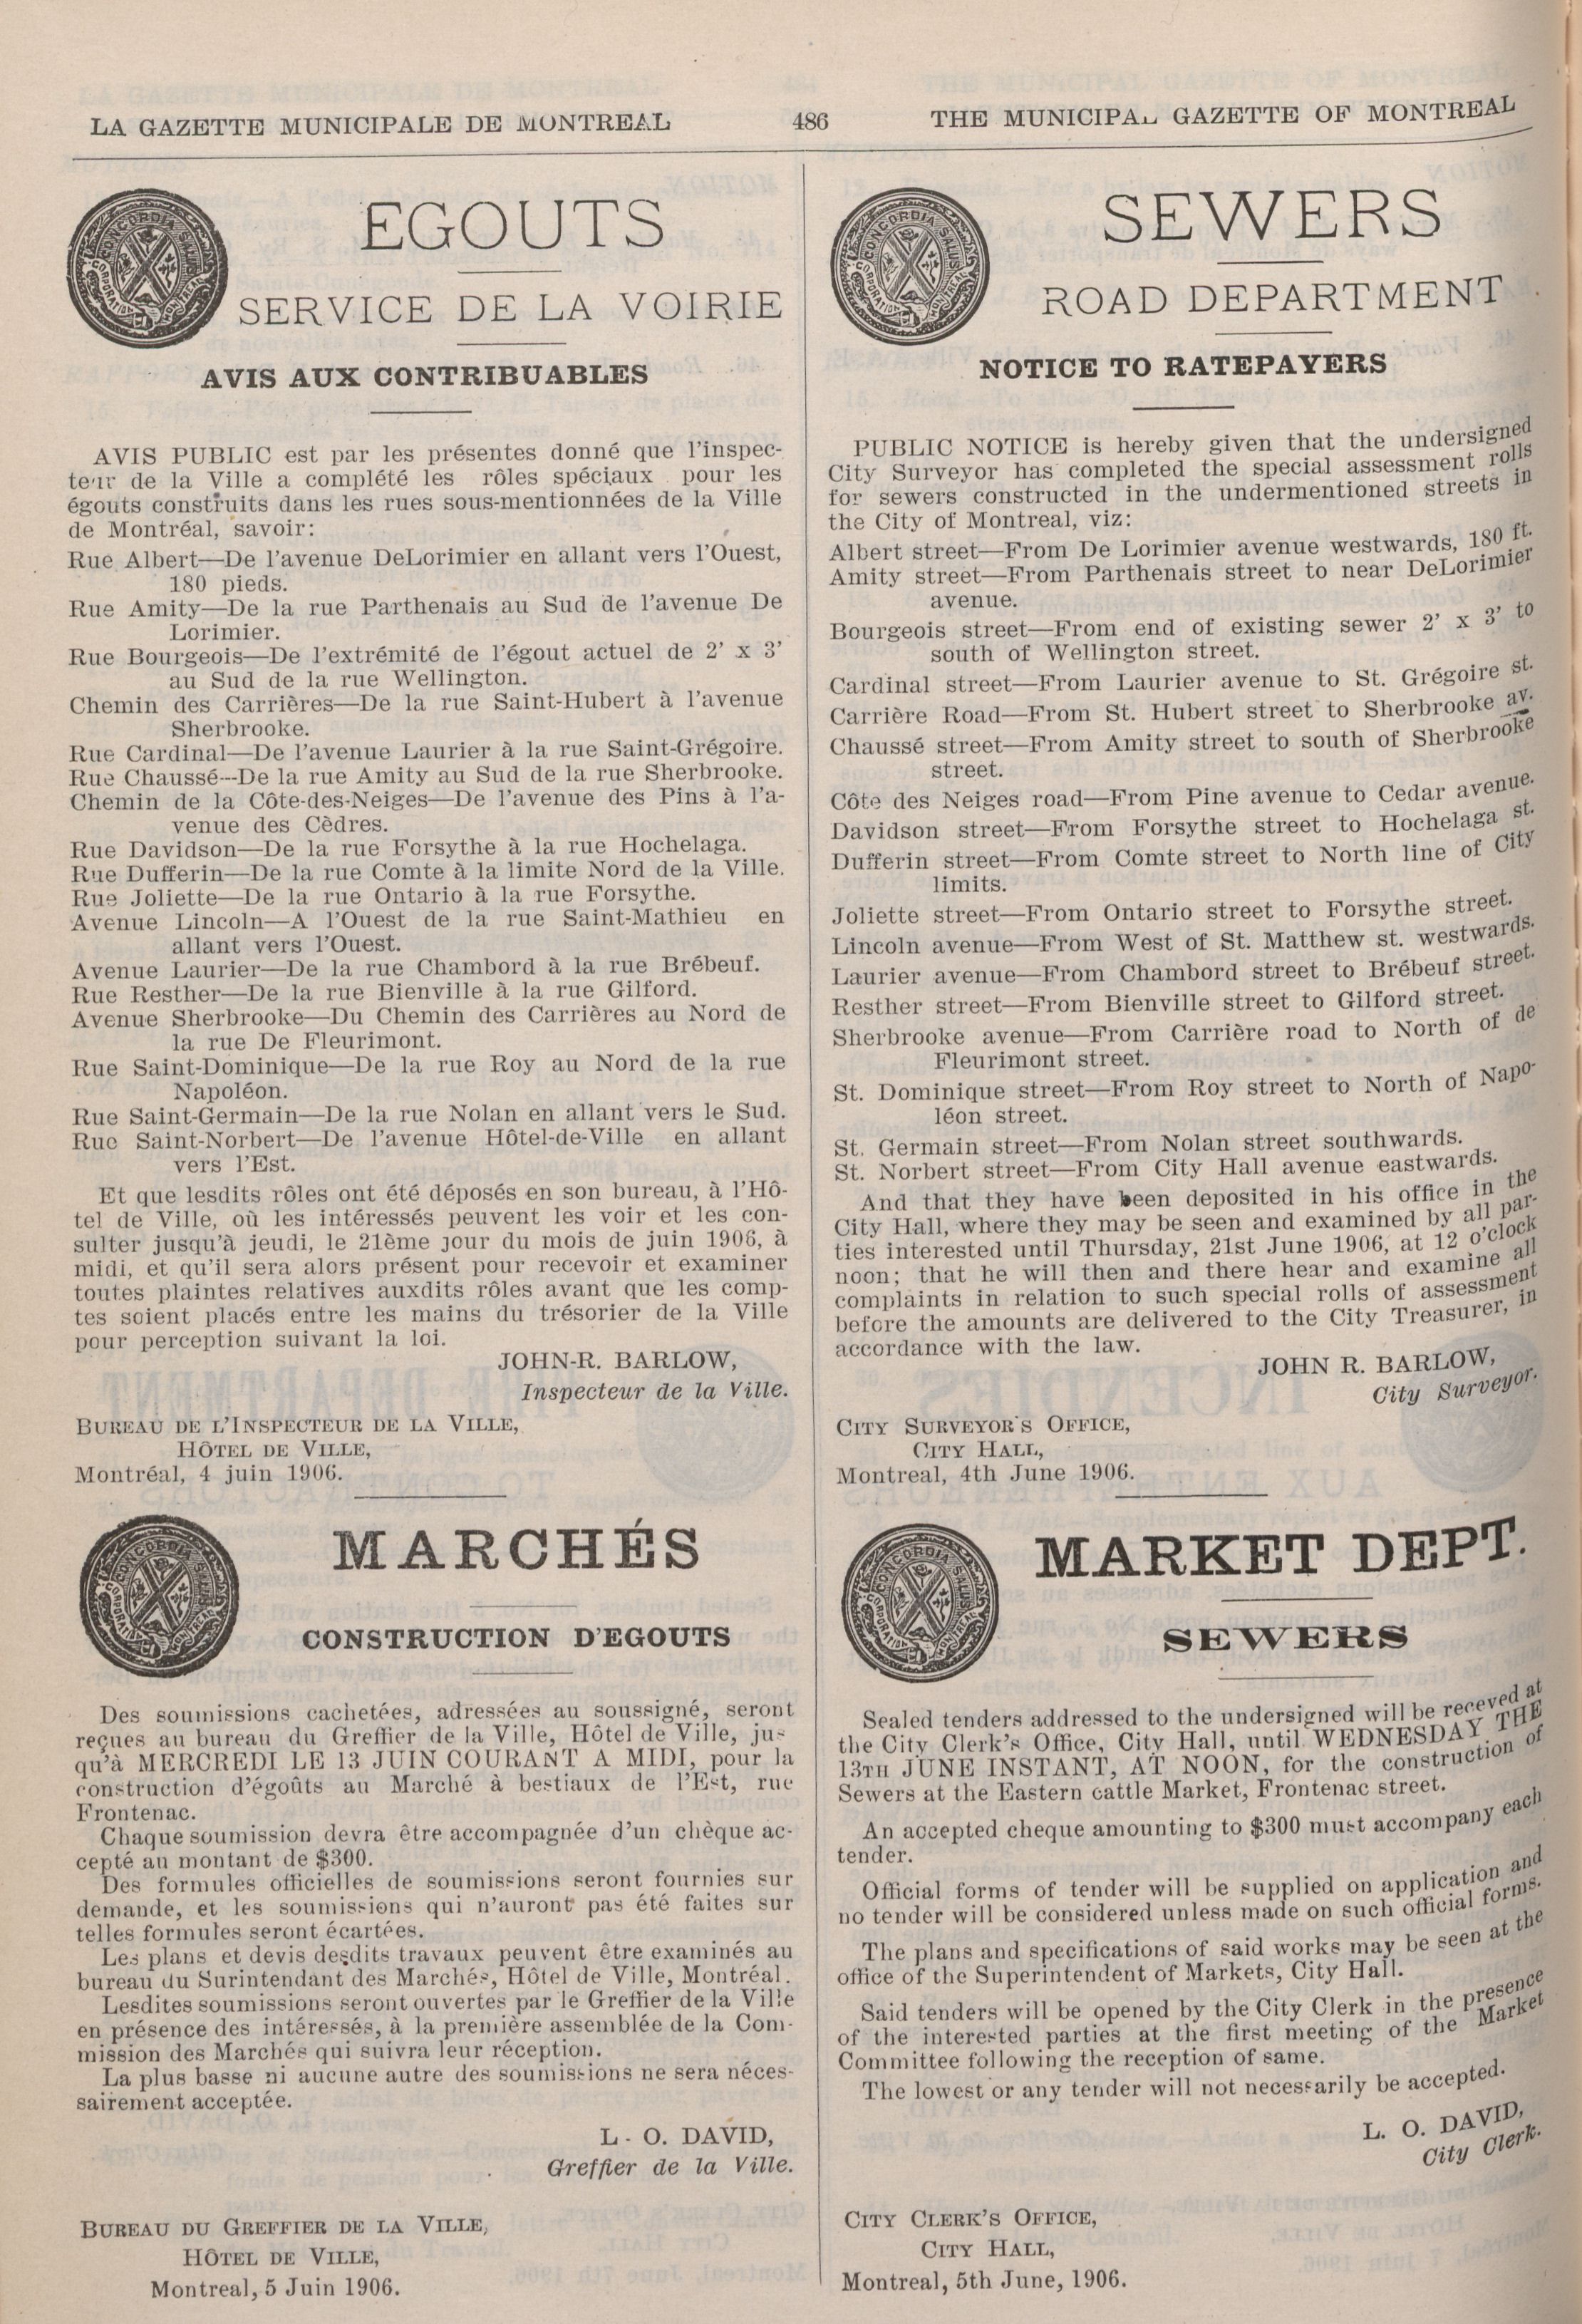 LA GAZETTE MUNICIPALE DE MONTREAL
486
THE MUNICIPAL GAZETTE OF MONTREAL
EGOUTS
SERVICE DE LA VOIRIE
AVIS AUX CONTRIBUABLES
AVIS PUBLIC est par les présentes donné que l'inspec-
teur de la Ville a complété les rôles spéciaux pour les
égouts construits dans les rues sous-mentionnées de la Ville
de Montréal, savoir:
Rue Albert—De l'avenue DeLorimier en allant vers l'Ouest,
180 pieds.
Rue Amity—De la rue Parthenais au Sud de l'avenue De
Lorimier.
Rue Bourgeois—De l'extrémité de l'égout actuel de 2' x 3'
au Sud de la rue Wellington.
Chemin des Carrières—De la rue Saint-Hubert à l'avenue
Sherbrooke.
Rue Cardinal—De l'avenue Laurier à la rue Saint-Grégoire.
Rue Chaussé—De la rue Amity au Sud de la rue Sherbrooke.
Chemin de la Côte-des-Neiges—De l'avenue des Pins à l'a-
venue des Cèdres.
Rue Davidson—De la rue Forsythe à la rue Hochelaga.
Rue Dufferin—De la rue Comte à la limite Nord de la Ville.
Rue Joliette—De la rue Ontario à la rue Forsythe.
Avenue Lincoln—A l'Ouest de la rue Saint-Mathieu en
allant vers l'Ouest.
Avenue Laurier—De la rue Chambord à la rue Brébeuf.
Rue Resther—De la rue Bienville à la rue Gilford.
Avenue Sherbrooke—Du Chemin des Carrières au Nord de
la rue De Fleurimont.
Rue Saint-Dominique—De la rue Roy au Nord de la rue
Napoléon.
Rue Saint-Germain—De la rue Nolan en allant vers le Sud.
Rue Saint-Norbert—De l'avenue Hôtel-de-Ville en allant
vers l'Est.
Et que lesdits rôles ont été déposés en son bureau, à l'Hô-
tel de Ville, où les intéressés peuvent les voir et les con-
sulter jusqu'à jeudi, le 21ème jour du mois de juin 1906, à
midi, et qu'il sera alors présent pour recevoir et examiner
toutes plaintes relatives auxdits rôles avant que les comp-
tes soient placés entre les mains du trésorier de la Ville
pour perception suivant la loi.
JOHN-R. BARLOW,
Inspecteur de la Ville.
BUREAU DE L'INSPECTEUR DE LA VILLE,
HÔTEL DE VILLE,
Montréal, 4 juin 1906.
MARCHÉS
CONSTRUCTION D'EGOUTS
Des soumissions cachetées, adressées au soussigné, seront
reçues au bureau du Greffier de la Ville, Hôtel de Ville, jus-
qu'à MERCREDI LE 13 JUIN COURANT A MIDI, pour la
construction d'égoûts au Marché à bestiaux de l'Est, rue
Frontenac.
Chaque soumission devra être accompagnée d'un chèque ac-
cepté au montant de $300.
Des formules officielles de soumissions seront fournies sur
demande, et les soumissions qui n'auront pas été faites sur
telles formules seront écartées.
Les plans et devis desdits travaux peuvent être examinés au
bureau du Surintendant des Marchés, Hôtel de Ville, Montréal.
Lesdites soumissions seront ouvertes par le Greffier de la Ville
en présence des intéressés, à la première assemblée de la Com-
mission des Marchés qui suivra leur réception.
La plus basse ni aucune autre des soumissions ne sera néces-
sairement acceptée.
L - O. DAVID,
Greffier de la Ville.
BUREAU DU GREFFIER DE LA VILLE,
HÔTEL DE VILLE,
Montreal, 5 Juin 1906.
SEWERS
ROAD DEPARTMENT
NOTICE TO RATEPAYERS
PUBLIC NOTICE is hereby given that the undersigned
City Surveyor has completed the special assessment rolls
for sewers constructed in the undermentioned streets in
the City of Montreal, viz:
Albert street—From De Lorimier avenue westwards, 180 ft.
Amity street—From Parthenais street to near DeLorimier
avenue.
Bourgeois street—From end of existing sewer 2' x 3' to
south of Wellington street.
Cardinal street—From Laurier avenue to St. Grégoire st.
Carrière Road—From St. Hubert street to Sherbrooke av.
Chaussé street—From Amity street to south of Sherbrooke
street.
Côte des Neiges road—From Pine avenue to Cedar avenue.
Davidson street—From Forsythe street to Hochelaga st.
Dufferin street—From Comte street to North line of City
limits.
Joliette street—From Ontario street to Forsythe street.
Lincoln avenue—From West of St. Matthew st. westwards.
Laurier avenue—From Chambord street to Brébeuf street.
Resther street—From Bienville street to Gilford street.
Sherbrooke avenue—From Carrière road to North of de
Fleurimont street.
St. Dominique street—From Roy street to North of Napo-
léon street.
St. Germain street—From Nolan street southwards.
St. Norbert street—From City Hall avenue eastwards.
And that they have been deposited in his office in the
City Hall, where they may be seen and examined by all par-
ties interested until Thursday, 21st June 1906, at 12 o'clock
noon; that he will then and there hear and examine all
complaints in relation to such special rolls of assessment
before the amounts are delivered to the City Treasurer, in
accordance with the law.
JOHN R. BARLOW,
City Surveyor.
CITY SURVEYOR'S OFFICE,
CITY HALL,
Montreal, 4th June 1906.
MARKET DEPT.
SEWERS
Sealed tenders addressed to the undersigned will be receved at
the City Clerk's Office, City Hall, until WEDNESDAY THE
13TH JUNE INSTANT, AT NOON, for the construction of
Sewers at the Eastern cattle Market, Frontenac street.
An accepted cheque amounting to $300 must accompany each
tender.
Official forms of tender will be supplied on application and
no tender will be considered unless made on such official forms.
The plans and specifications of said works may be seen at the
office of the Superintendent of Markets, City Hall.
Said tenders will be opened by the City Clerk in the presence
of the interested parties at the first meeting of the Market
Committee following the reception of same.
The lowest or any tender will not necessarily be accepted.
L. O. DAVID,
City Clerk.
CITY CLERK'S OFFICE,
CITY HALL,
Montreal, 5th June, 1906.